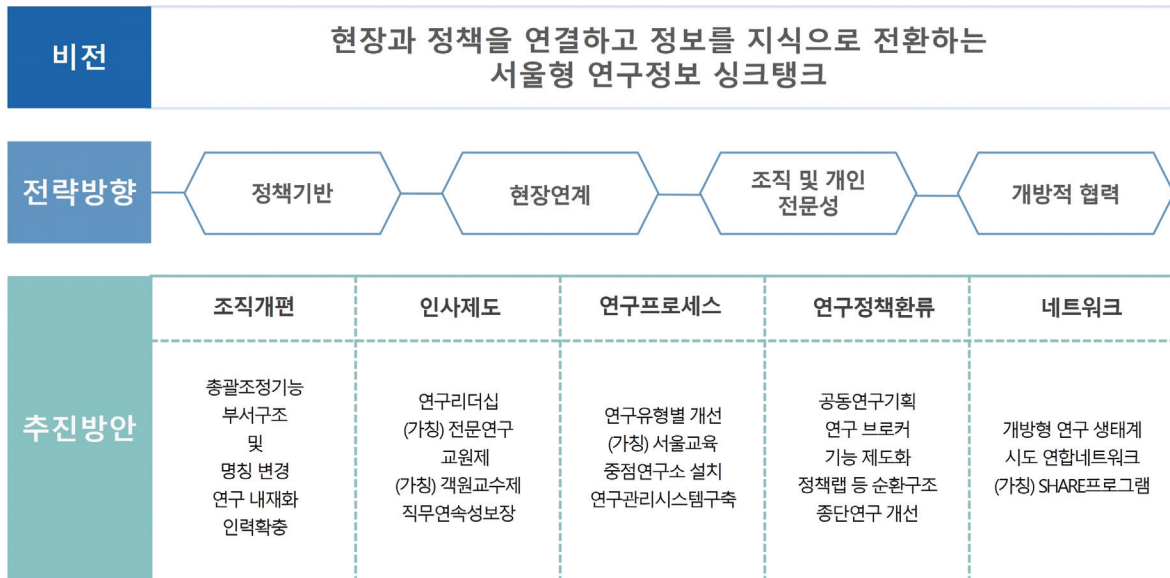 비전
현장과 정책을 연결하고 정보를 지식으로 전환하는
서울형 연구정보 싱크탱크
전략방향
정책기반
현장연계
조직 및 개인
전문성
개방적 협력
추진방안
조직개편
총괄조정기능
부서구조
및
명칭 변경
연구 내재화
인력확충
인사제도
연구리더십
(가칭) 전문연구
교원제
(가칭) 객원교수제
직무연속성보장
연구프로세스
연구유형별 개선
(가칭) 서울교육
중점연구소 설치
연구관리시스템구축
연구정책환류
공동연구기획
연구 브로커
기능 제도화
정책랩 등 순환구조
종단연구 개선
네트워크
개방형 연구 생태계
시도 연합네트워크
(가칭) SHARE프로그램